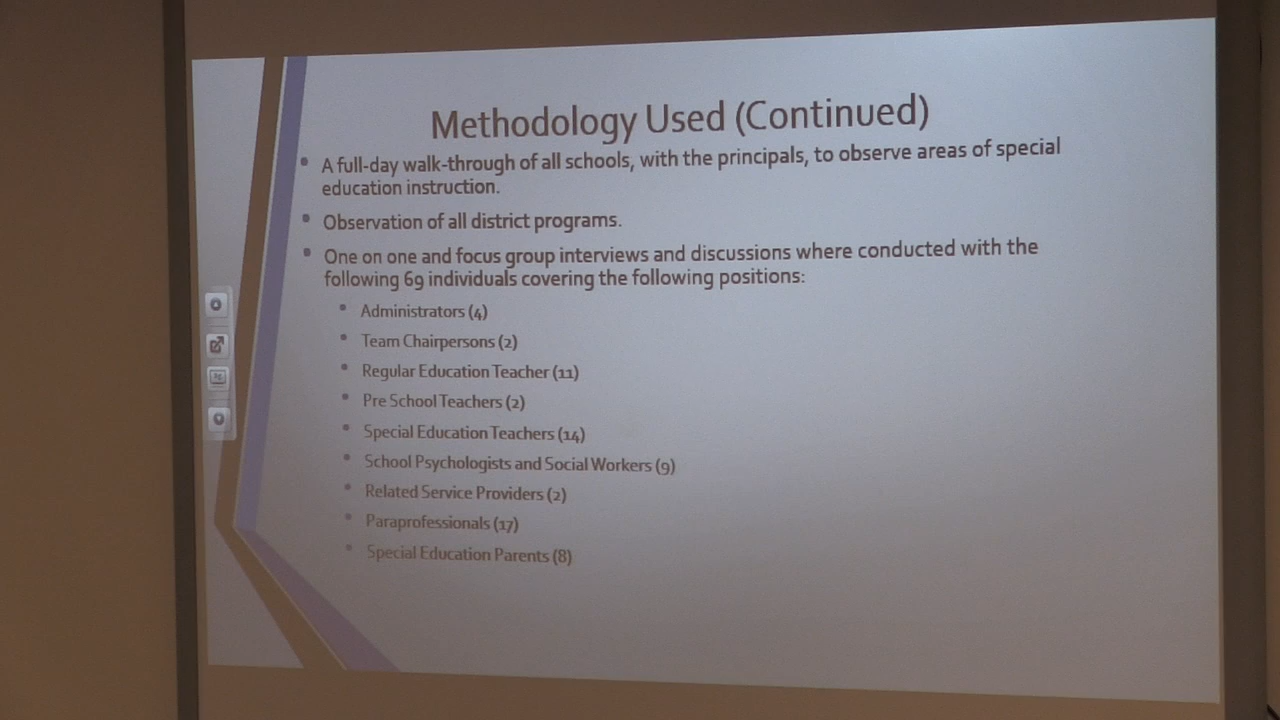 Methodology Used (Continued)
• A full-day walk-through of all schools, with the principals, to observe areas of special
education instruction.
• Observation of all district programs.
• One on one and focus group interviews and discussions where conducted with the
following 69 individuals covering the following positions:
• Administrators (4)
• Team Chairpersons (2)
• Regular Education Teacher (11)
• Pre School Teachers (2)
• Special Education Teachers (14)
• School Psychologists and Social Workers (9)
• Related Service Providers (2)
• Paraprofessionals (17)
• Special Education Parents (8)